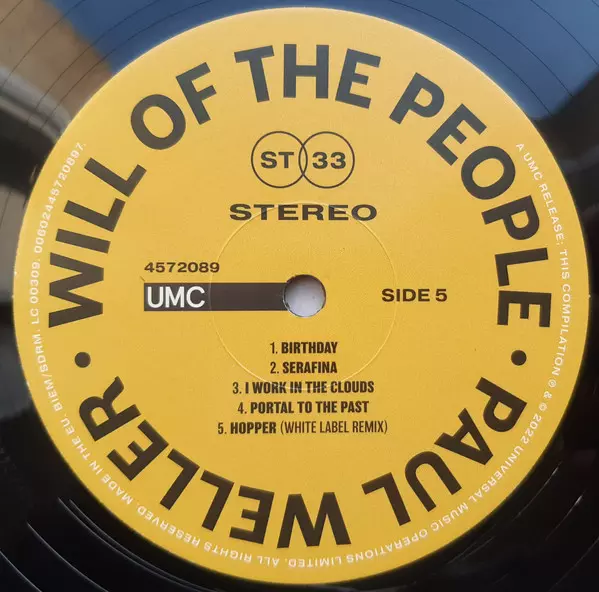 WILL OF THE PEOPLE • PAUL WELLER •
ST 33
STEREO
4572089
UMC
SIDE 5
1. BIRTHDAY
2. SERAFINA
3. I WORK IN THE CLOUDS
4. PORTAL TO THE PAST
5. HOPPER (WHITE LABEL REMIX)
A UMC RELEASE; THIS COMPILATION ℗ & © 2022 UNIVERSAL MUSIC OPERATIONS LIMITED. ALL RIGHTS RESERVED. MADE IN THE EU. BIEM/SDRM. LC 00309. 00602445720897.